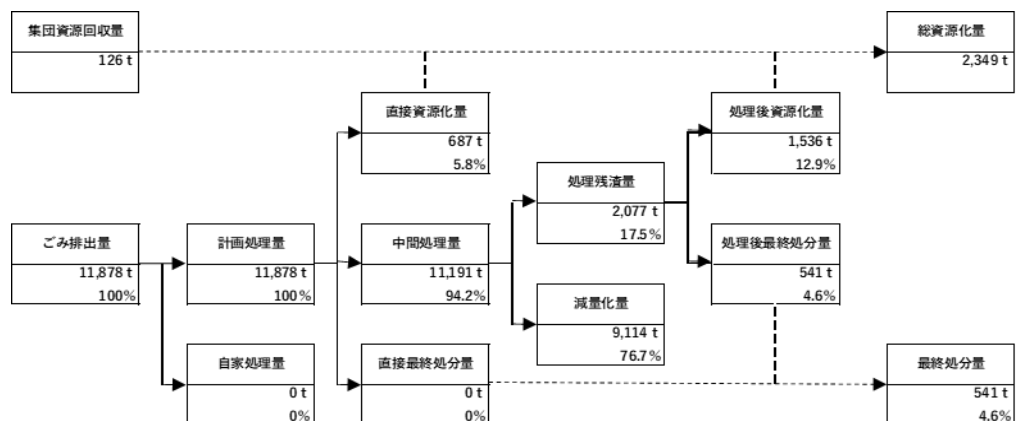 集団資源回収量
126 t
総資源化量
2,349 t
直接資源化量
687 t
5.8%
処理後資源化量
1,536 t
12.9%
処理残渣量
2,077 t
17.5%
ごみ排出量
11,878 t
100%
計画処理量
11,878 t
100%
中間処理量
11,191 t
94.2%
処理後最終処分量
541 t
4.6%
減量化量
9,114 t
76.7%
自家処理量
0 t
0%
直接最終処分量
0 t
0%
最終処分量
541 t
4.6%